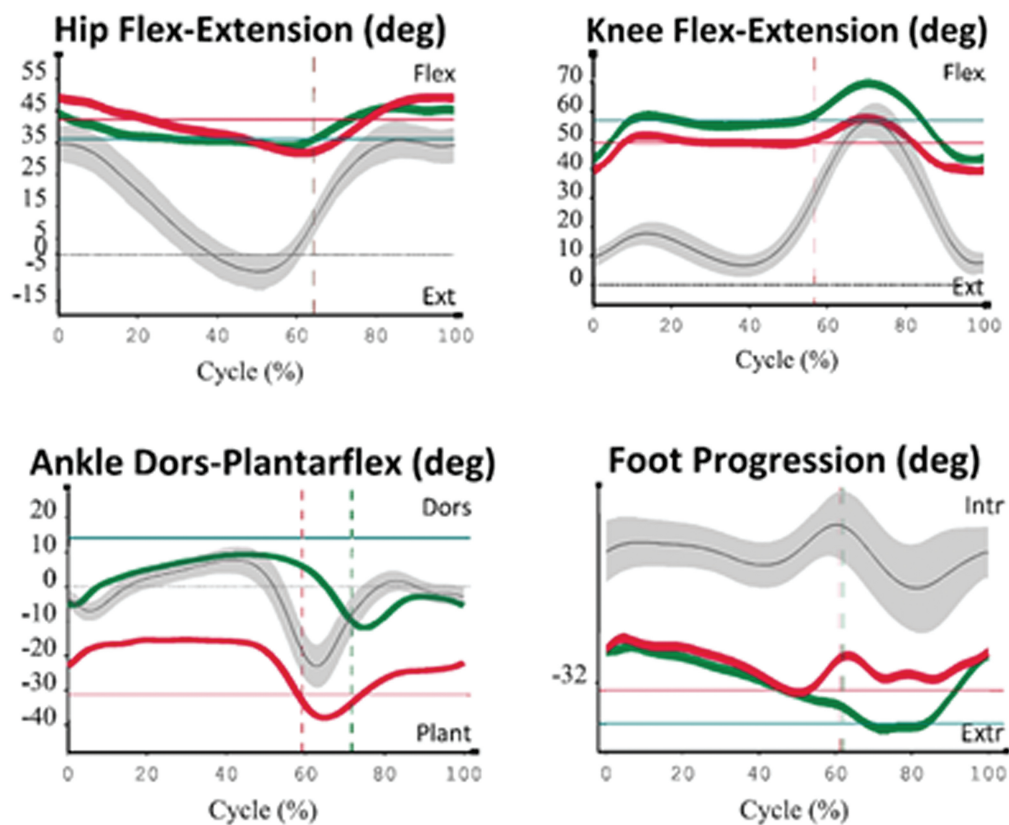 Hip Flex-Extension (deg)
55
45
35
25
15
5
0
-5
-15
Flex
Ext
0 20 40 60 80 100
Cycle (%)
Knee Flex-Extension (deg)
70
60
50
40
30
20
10
0
Flex
Ext
0 20 40 60 80 100
Cycle (%)
Ankle Dors-Plantarflex (deg)
20
10
0
-10
-20
-30
-40
Dors
Plant
0 20 40 60 80 100
Cycle (%)
Foot Progression (deg)
-32
Intr
Extr
0 20 40 60 80 100
Cycle (%)